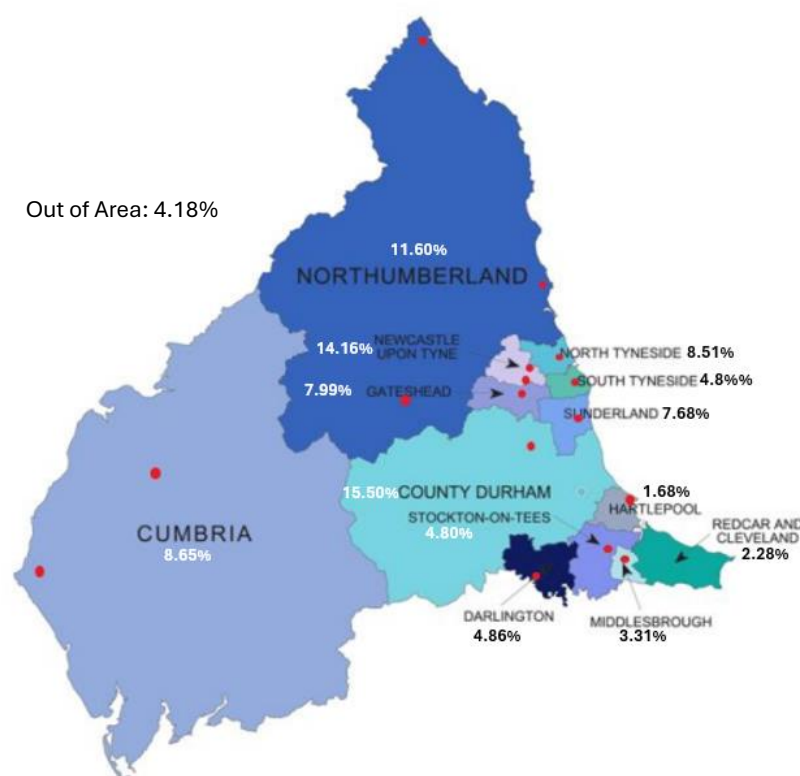 Out of Area: 4.18%
11.60%
NORTHUMBERLAND
14.16% NEWCASTLE
UPON TYNE
NORTH TYNESIDE 8.51%
7.99% GATESHEAD
SOUTH TYNESIDE 4.8%%
SUNDERLAND 7.68%
15.50% COUNTY DURHAM
1.68%
HARTLEPOOL
STOCKTON-ON-TEES
4.80%
REDCAR AND
CLEVELAND
2.28%
CUMBRIA
8.65%
DARLINGTON
4.86%
MIDDLESBROUGH
3.31%